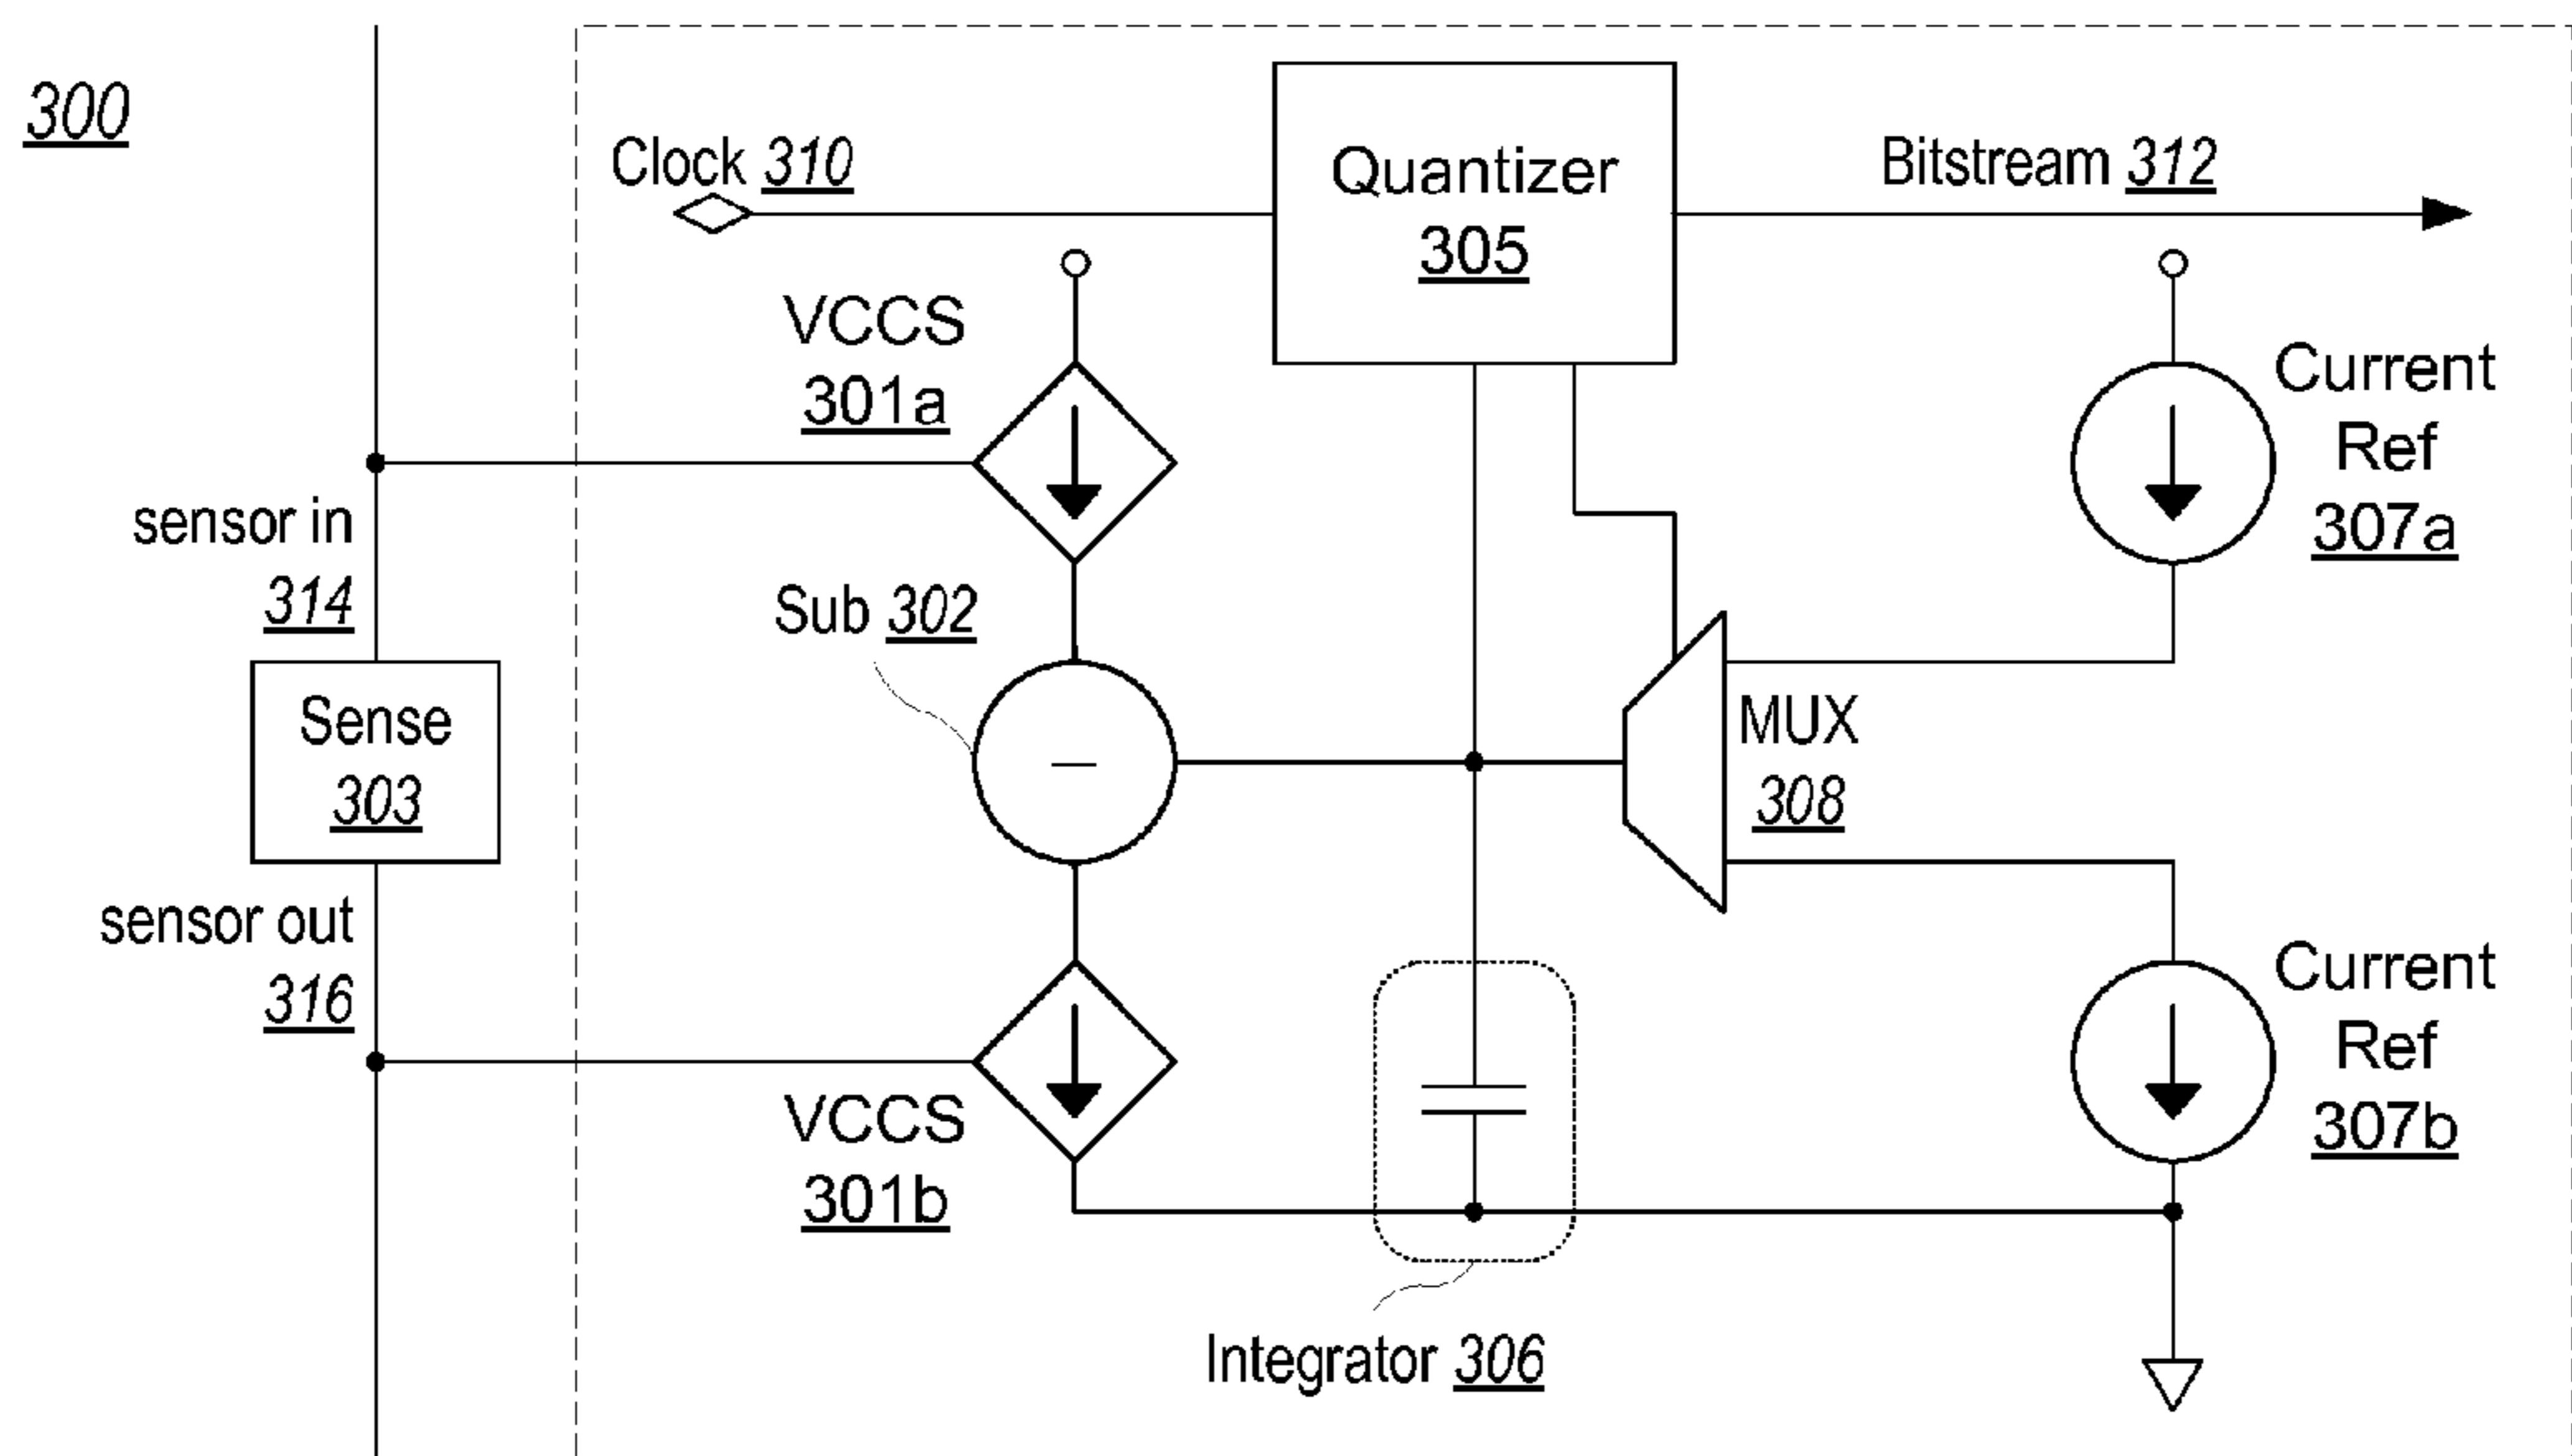 300
Clock 310
Quantizer
305
Bitstream 312
VCCS
301a
Current
Ref
307a
sensor in
314
Sub 302
Sense
303
–
MUX
308
sensor out
316
VCCS
301b
Current
Ref
307b
Integrator 306